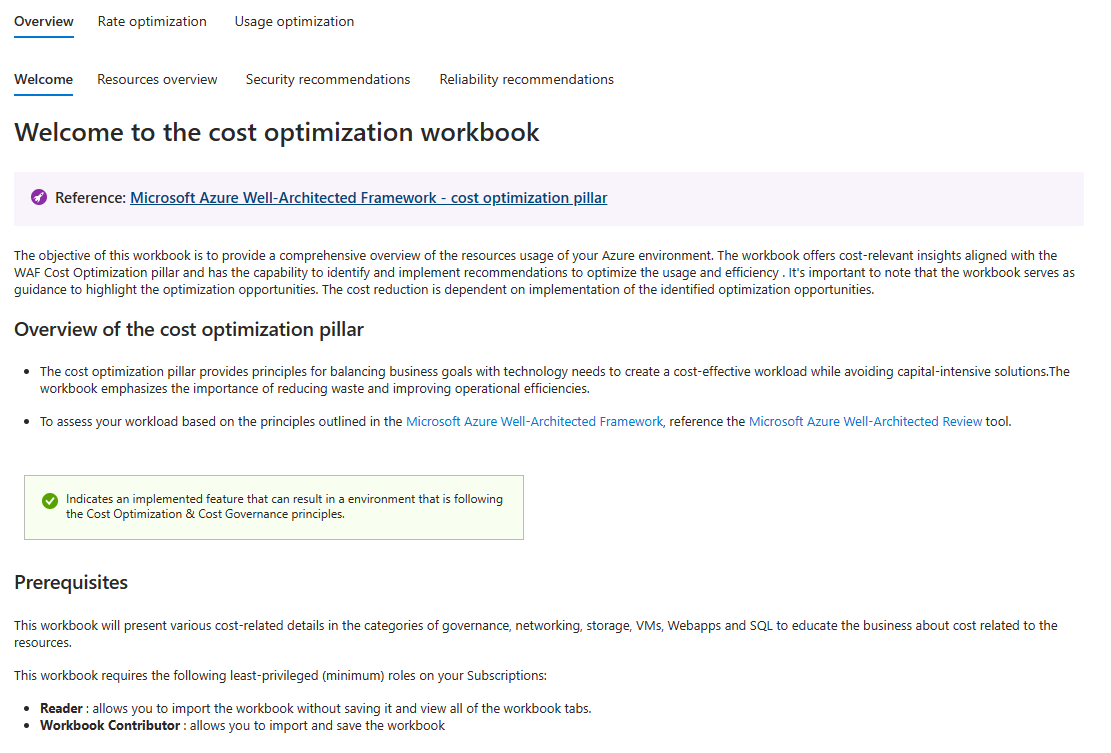 Overview Rate optimization Usage optimization
Welcome Resources overview Security recommendations Reliability recommendations
Welcome to the cost optimization workbook
Reference: Microsoft Azure Well-Architected Framework - cost optimization pillar
The objective of this workbook is to provide a comprehensive overview of the resources usage of your Azure environment. The workbook offers cost-relevant insights aligned with the
WAF Cost Optimization pillar and has the capability to identify and implement recommendations to optimize the usage and efficiency . It's important to note that the workbook serves as
guidance to highlight the optimization opportunities. The cost reduction is dependent on implementation of the identified optimization opportunities.
Overview of the cost optimization pillar
• The cost optimization pillar provides principles for balancing business goals with technology needs to create a cost-effective workload while avoiding capital-intensive solutions.The
workbook emphasizes the importance of reducing waste and improving operational efficiencies.
• To assess your workload based on the principles outlined in the Microsoft Azure Well-Architected Framework, reference the Microsoft Azure Well-Architected Review tool.
Indicates an implemented feature that can result in a environment that is following
the Cost Optimization & Cost Governance principles.
Prerequisites
This workbook will present various cost-related details in the categories of governance, networking, storage, VMs, Webapps and SQL to educate the business about cost related to the
resources.
This workbook requires the following least-privileged (minimum) roles on your Subscriptions:
• Reader : allows you to import the workbook without saving it and view all of the workbook tabs.
• Workbook Contributor : allows you to import and save the workbook